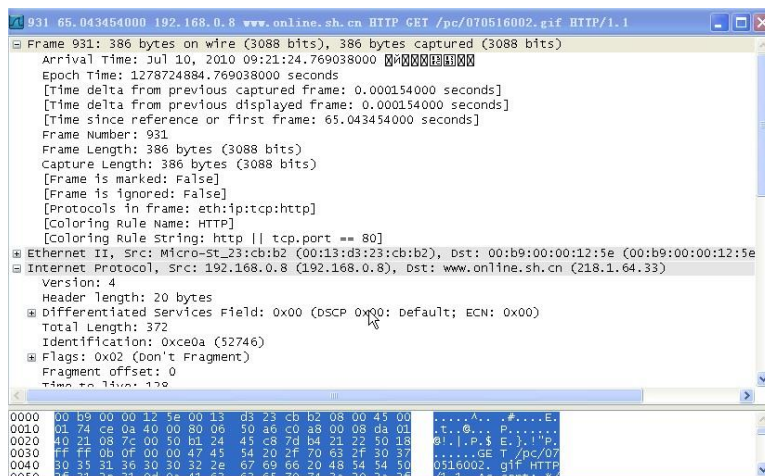 931 65.043454000 192.168.0.8 www.online.sh.cn HTTP GET /pc/070516002.gif HTTP/1.1
Frame 931: 386 bytes on wire (3088 bits), 386 bytes captured (3088 bits)
Arrival Time: Jul 10, 2010 09:21:24.769038000
Epoch Time: 1278724884.769038000 seconds
[Time delta from previous captured frame: 0.000154000 seconds]
[Time delta from previous displayed frame: 0.000154000 seconds]
[Time since reference or first frame: 65.043454000 seconds]
Frame Number: 931
Frame Length: 386 bytes (3088 bits)
Capture Length: 386 bytes (3088 bits)
[Frame is marked: False]
[Frame is ignored: False]
[Protocols in frame: eth:ip:tcp:http]
[Coloring Rule Name: HTTP]
[Coloring Rule String: http || tcp.port == 80]
Ethernet II, Src: Micro-St_23:cb:b2 (00:13:d3:23:cb:b2), Dst: 00:b9:00:00:12:5e (00:b9:00:00:12:5e
Internet Protocol, Src: 192.168.0.8 (192.168.0.8), Dst: www.online.sh.cn (218.1.64.33)
Version: 4
Header length: 20 bytes
Differentiated Services Field: 0x00 (DSCP 0x00: Default; ECN: 0x00)
Total Length: 372
Identification: 0xce0a (52746)
Flags: 0x02 (Don't Fragment)
Fragment offset: 0
Time to live: 128
0000 00 b9 00 00 12 5e 00 13 d3 23 cb b2 08 00 45 00 .....^.. .#....E.
0010 01 74 ce 0a 40 00 80 06 50 a6 c0 a8 00 08 da 01 .t..@... P.......
0020 40 21 08 7c 00 50 b1 24 45 c8 7d b4 21 22 50 18 @!.|.P.$ E.}.!"P.
0030 ff ff 0b 0f 00 00 47 45 54 20 2f 70 63 2f 30 37 ......GE T /pc/07
0040 30 35 31 36 30 30 32 2e 67 69 66 20 48 54 54 50 0516002. gif HTTP